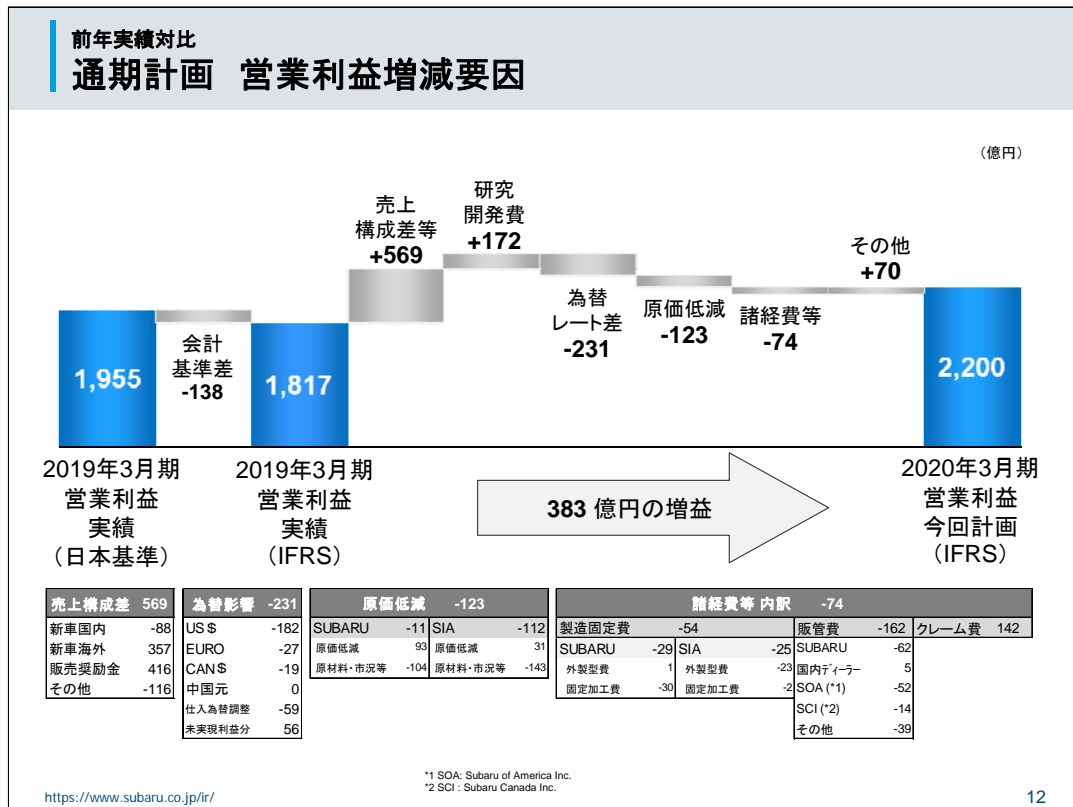 前年実績対比
通期計画 営業利益増減要因
（億円）
売上
構成差等
+569
研究
開発費
+172
為替
レート差
-231
原価低減
-123
諸経費等
-74
その他
+70
会計
基準差
-138
1,955
1,817
2,200
2019年3月期
営業利益
実績
（日本基準）
2019年3月期
営業利益
実績
（IFRS）
383 億円の増益
2020年3月期
営業利益
今回計画
（IFRS）
売上構成差 569
新車国内 -88
新車海外 357
販売奨励金 416
その他 -116
為替影響 -231
US＄ -182
EURO -27
CAN＄ -19
中国元 0
仕入為替調整 -59
未実現利益分 56
原価低減 -123
SUBARU -11 SIA -112
原価低減 93 原価低減 31
原材料・市況等 -104 原材料・市況等 -143
諸経費等 内訳 -74
製造固定費 -54 販管費 -162 クレーム費 142
SUBARU -29 SIA -25 SUBARU -62
外製型費 1 外製型費 -23 国内ﾃﾞｨｰﾗｰ 5
固定加工費 -30 固定加工費 -2 SOA (*1) -52
SCI (*2) -14
その他 -39
*1 SOA: Subaru of America Inc.
*2 SCI : Subaru Canada Inc.
https://www.subaru.co.jp/ir/
12